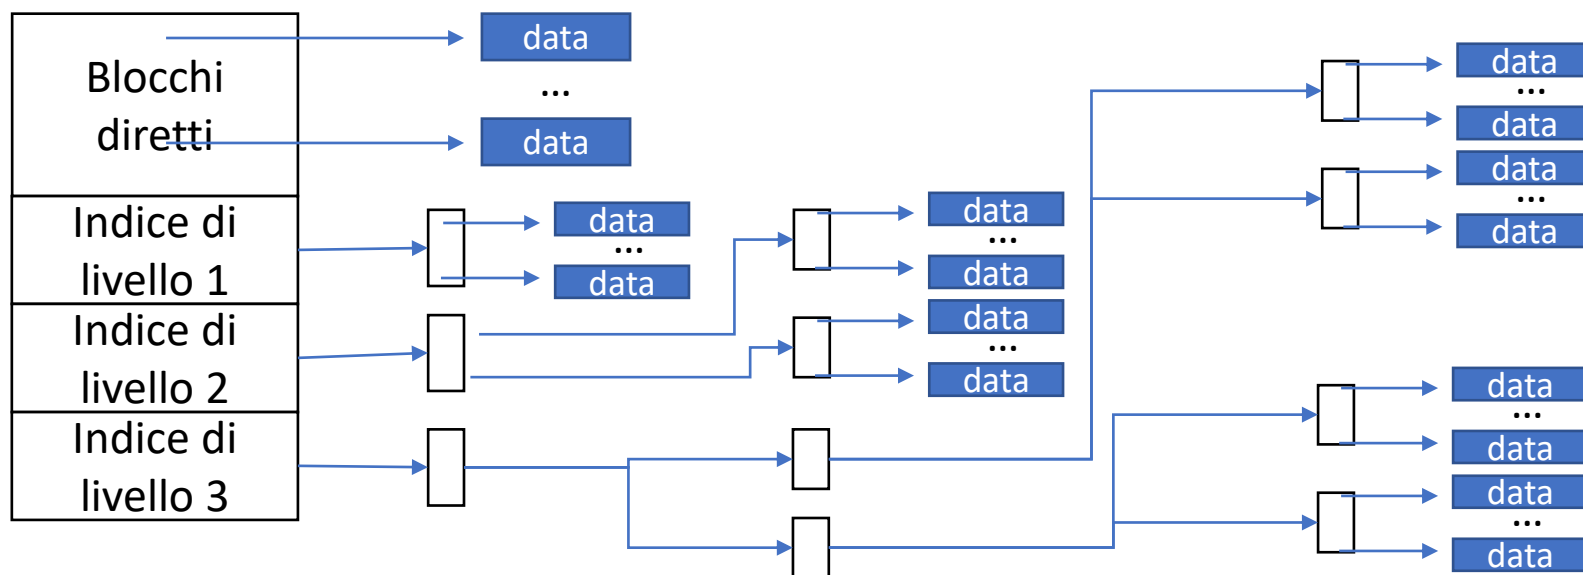 Blocchi
diretti
Indice di
livello 1
Indice di
livello 2
Indice di
livello 3
data
...
data
data
...
data
data
...
data
data
...
data
data
...
data
data
...
data
data
...
data
data
...
data